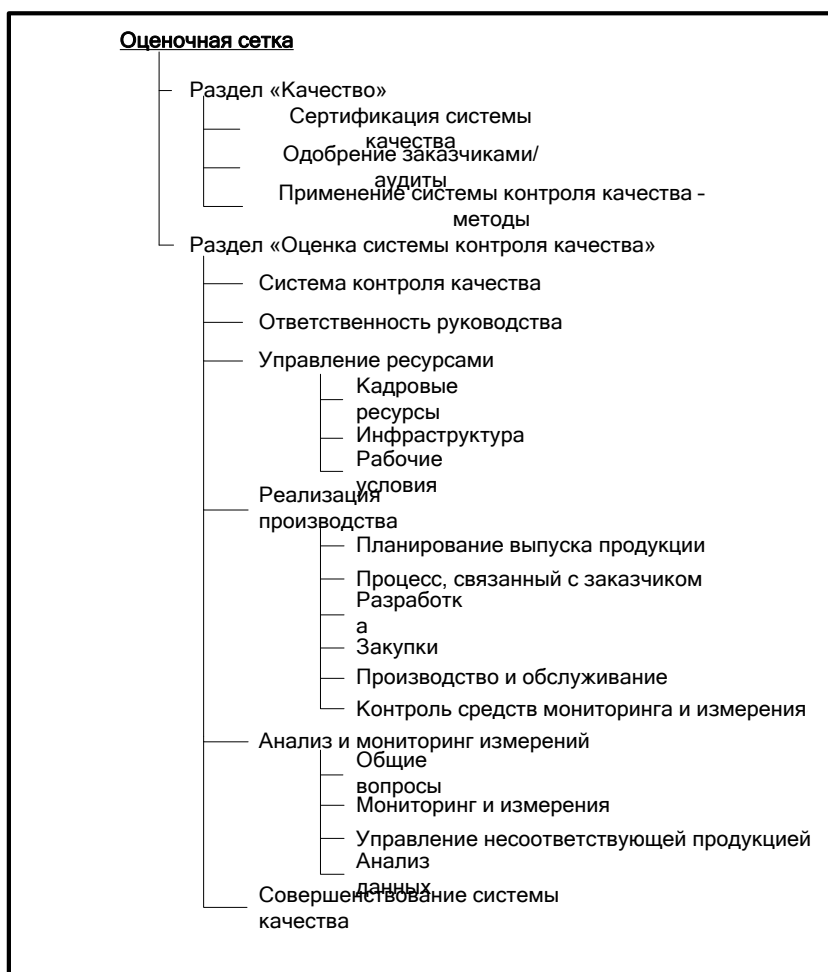 Оценочная сетка
Раздел «Качество»
Сертификация системы
качества
Одобрение заказчиками/
аудиты
Применение системы контроля качества -
методы
Раздел «Оценка системы контроля качества»
Система контроля качества
Ответственность руководства
Управление ресурсами
Кадровые
ресурсы
Инфраструктура
Рабочие
условия
Реализация
производства
Планирование выпуска продукции
Процесс, связанный с заказчиком
Разработк
а
Закупки
Производство и обслуживание
Контроль средств мониторинга и измерения
Анализ и мониторинг измерений
Общие
вопросы
Мониторинг и измерения
Управление несоответствующей продукцией
Анализ
данных
Совершенствование системы
качества